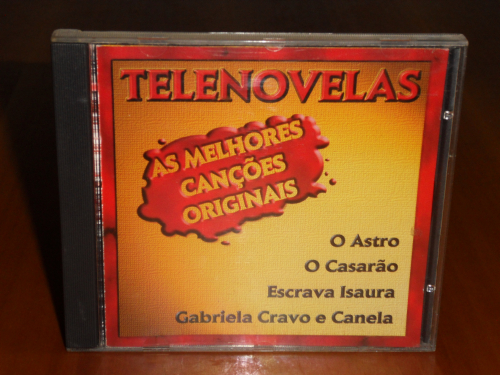 TELENOVELAS
AS MELHORES
CANÇÕES
ORIGINAIS
O Astro
O Casarão
Escrava Isaura
Gabriela Cravo e Canela